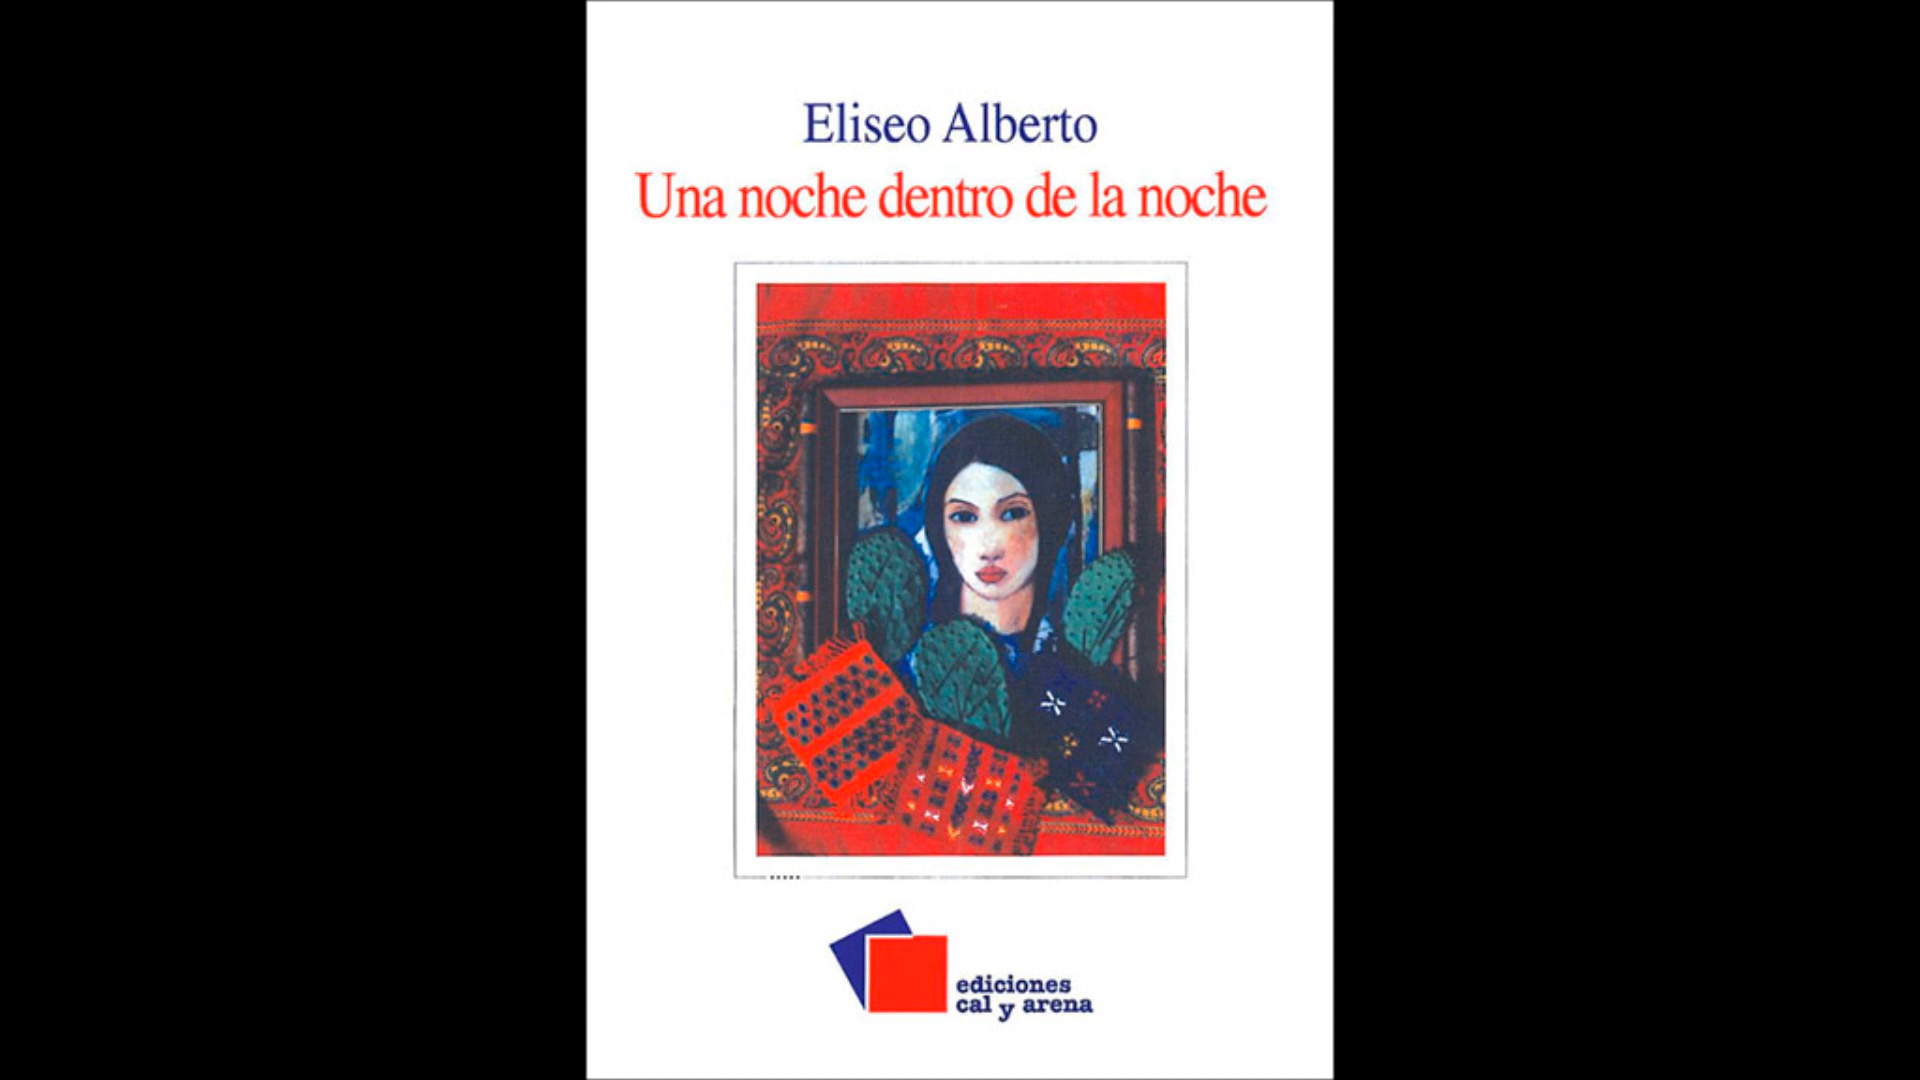 Eliseo Alberto
Una noche dentro de la noche
ediciones
cal y arena